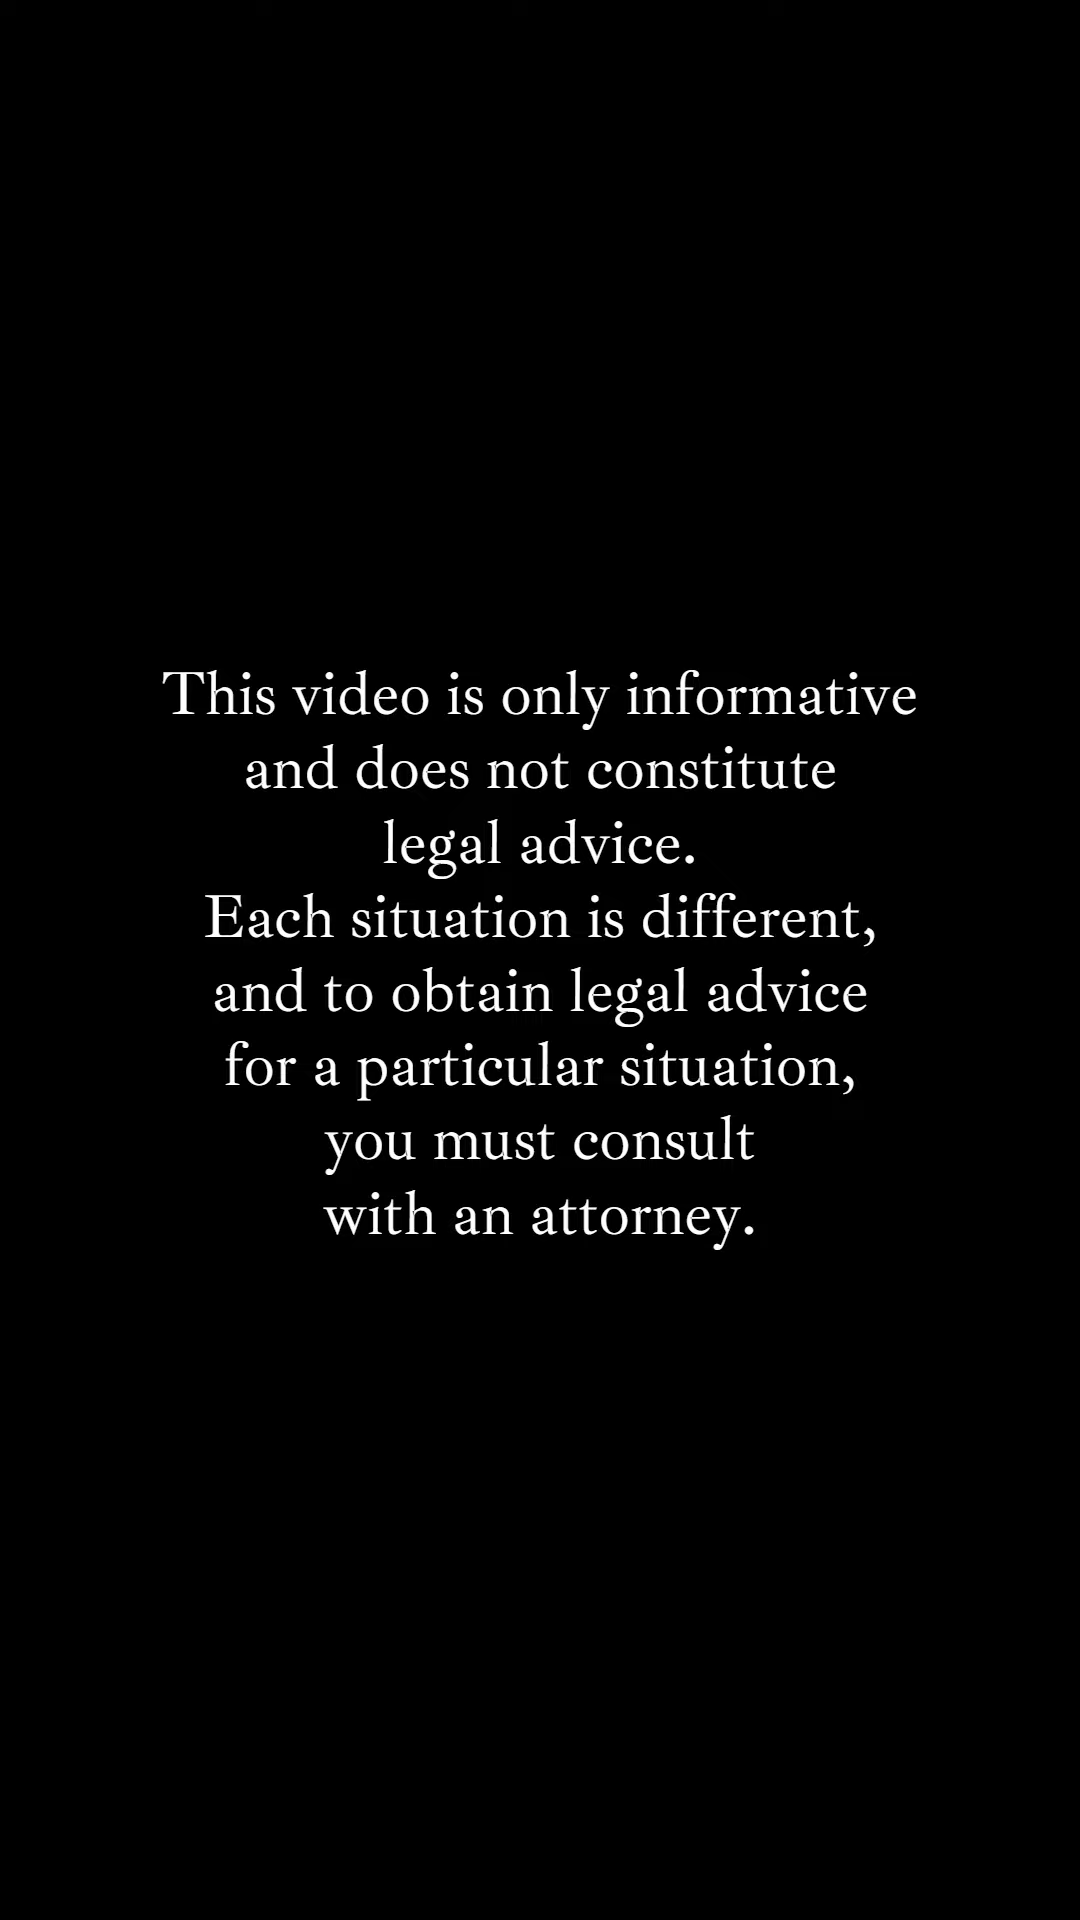 This video is only informative
and does not constitute
legal advice.
Each situation is different,
and to obtain legal advice
for a particular situation,
you must consult
with an attorney.